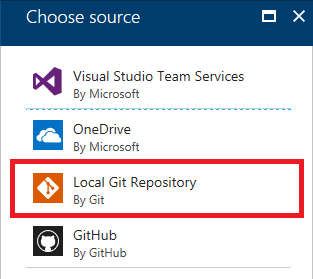 Choose source
Visual Studio Team Services
By Microsoft
OneDrive
By Microsoft
Local Git Repository
By Git
GitHub
By GitHub